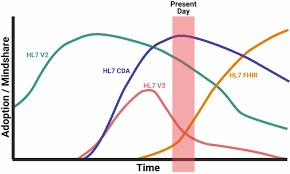 Present
Day
HL7 V2
HL7 CDA
HL7 V3
HL7 FHIR
Adoption / Mindshare
Time